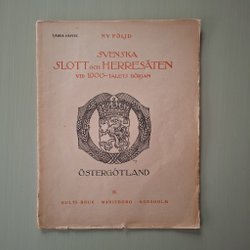 NY FÖLJD
SVENSKA
SLOTT OCH HERRESÄTEN
VID 1900-TALETS BÖRJAN
ÖSTERGÖTLAND